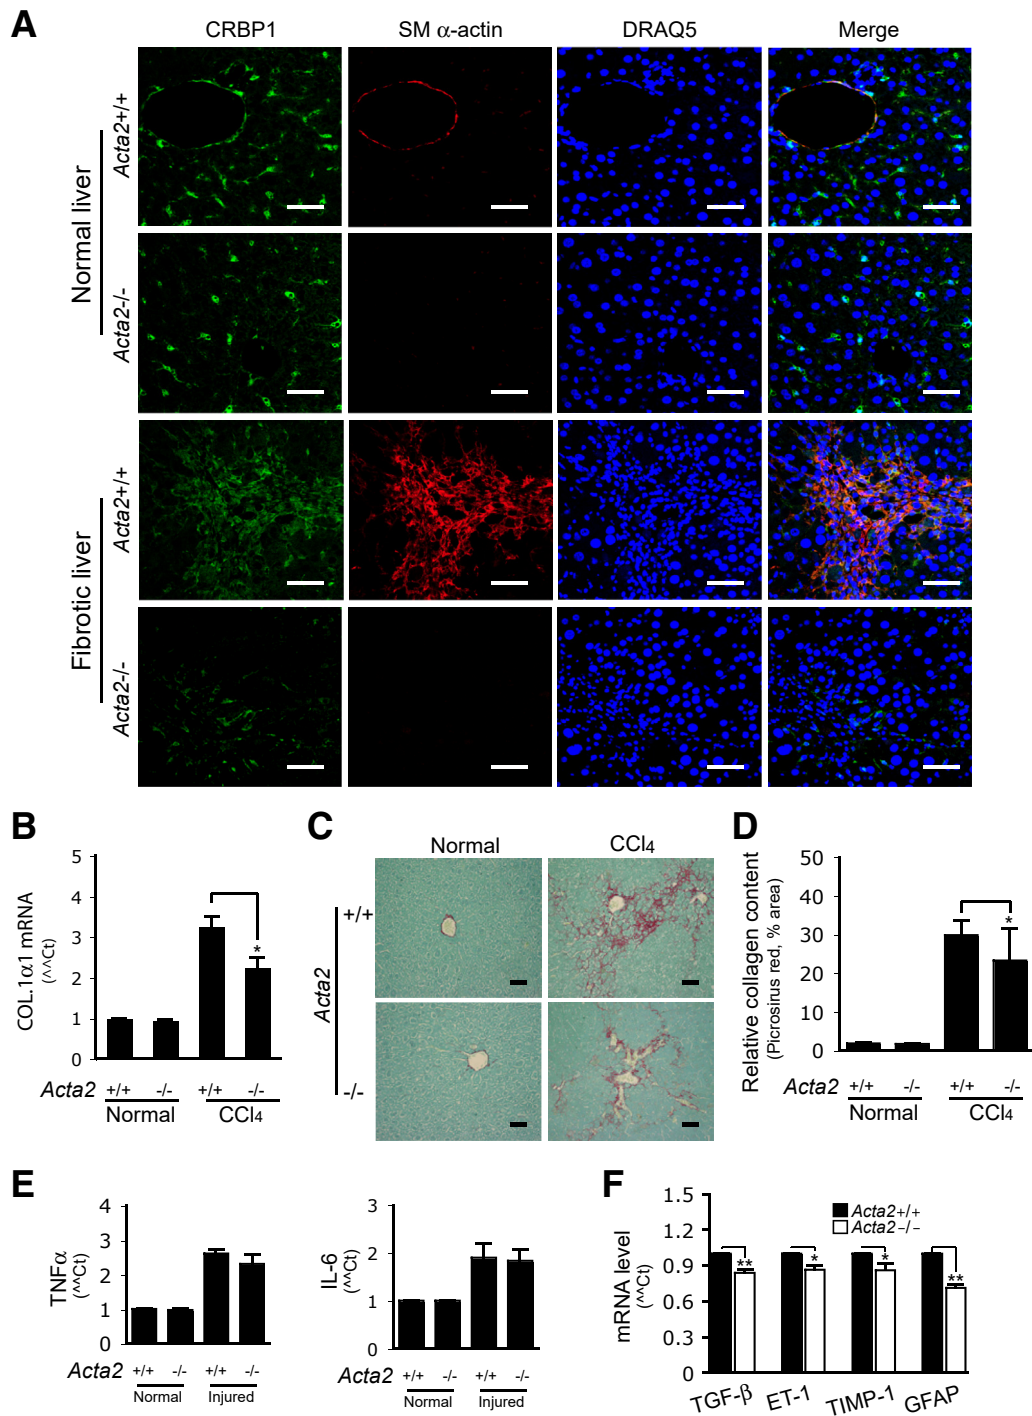 A
CRBP1 SM α-actin DRAQ5 Merge
Normal liver
Acta2+/+
Acta2-/-
Fibrotic liver
Acta2+/+
Acta2-/-
B
COL.1α1 mRNA
(^^Ct)
5
4
3
2
1
0
*
Acta2 +/+ -/- +/+ -/-
Normal CCl4
C
Normal CCl4
Acta2
+/+
-/-
D
Relative collagen content
(Picrosirus red, % area)
50
40
30
20
10
0
*
Acta2 +/+ -/- +/+ -/-
Normal CCl4
E
TNFα
(^^Ct)
4
3
2
1
0
Acta2 +/+ -/- +/+ -/-
Normal Injured
IL-6
(^^Ct)
3
2
1
0
Acta2 +/+ -/- +/+ -/-
Normal Injured
F
mRNA level
(^^Ct)
1.5
1.2
0.9
0.6
0.3
0
Acta2+/+
Acta2−/−
** * * **
TGF-β ET-1 TIMP-1 GFAP